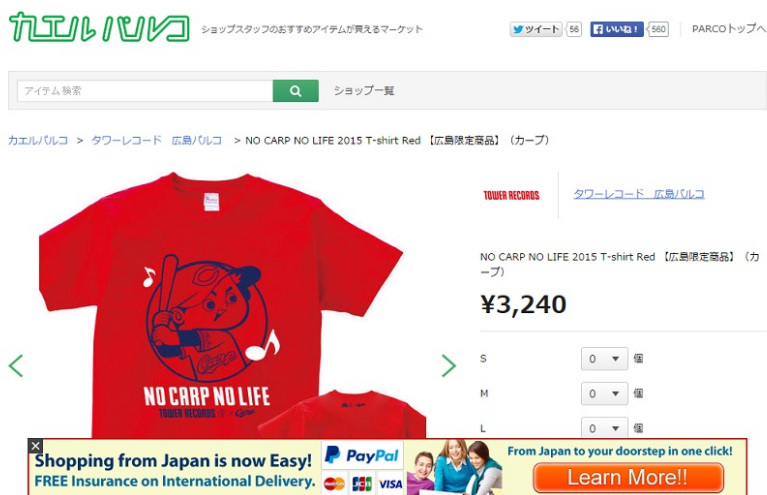 カエルパルコ
ショップスタッフのおすすめアイテムが買えるマーケット
ツイート 56 いいね！ 560 PARCOトップへ
アイテム検索 ショップ一覧
カエルパルコ > タワーレコード 広島パルコ > NO CARP NO LIFE 2015 T-shirt Red 【広島限定商品】（カープ）
TOWER RECORDS タワーレコード 広島パルコ
NO CARP NO LIFE 2015 T-shirt Red 【広島限定商品】（カ
ープ）
¥3,240
S 0 個
M 0 個
L 0 個
C
Carp
NO CARP NO LIFE
TOWER RECORDS Carp
Shopping from Japan is now Easy!
FREE Insurance on International Delivery.
PayPal
MasterCard JCB VISA
From Japan to your doorstep in one click!
Learn More!!